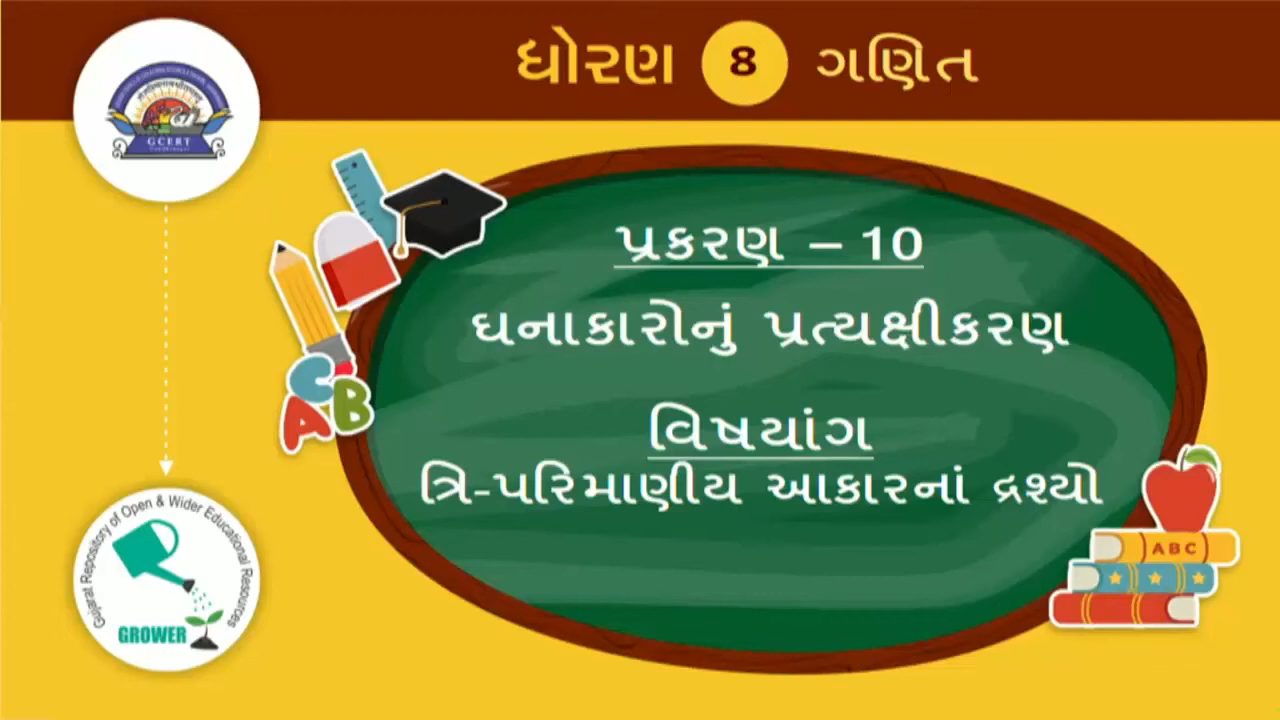 ધોરણ 8 ગણિત
GCERT
પ્રકરણ – 10
ઘનાકારોનું પ્રત્યક્ષીકરણ
વિષયાંગ
ત્રિ-પરિમાણીય આકારનાં દ્રશ્યો
ABC
ABC
Gujarat Repository of Open & Wider Educational Resources
GROWER